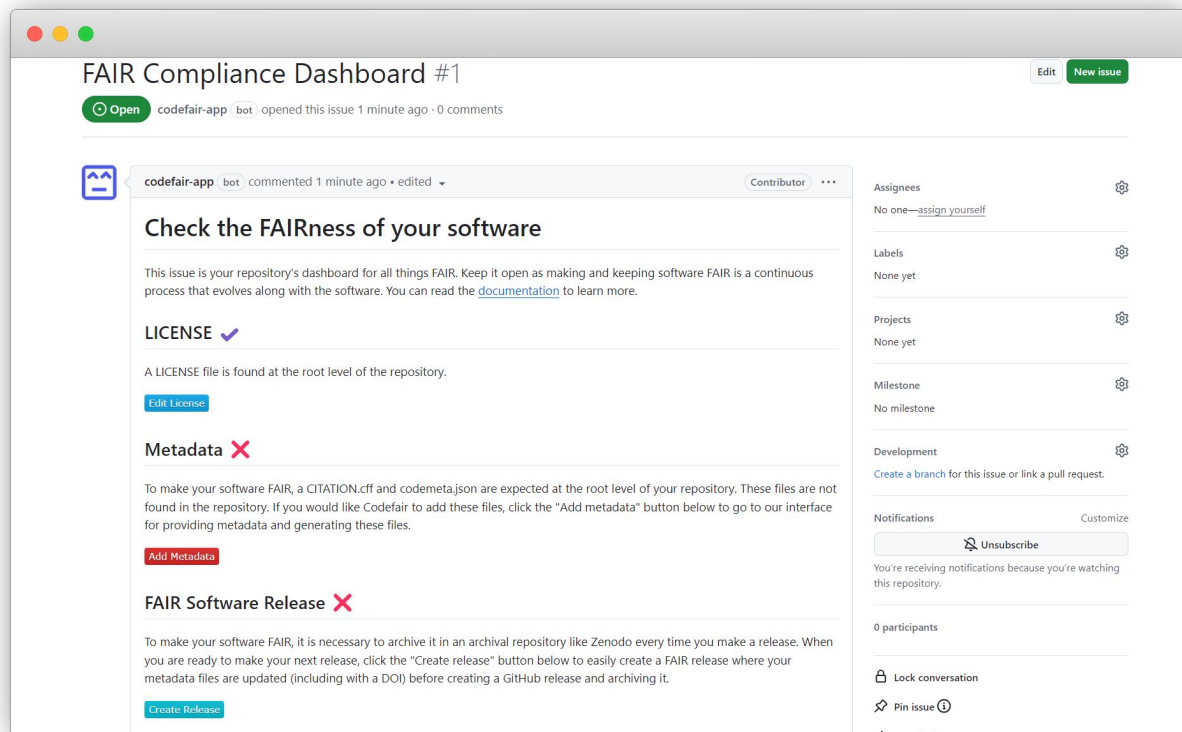 FAIR Compliance Dashboard #1
Edit
New issue
Open
codefair-app bot opened this issue 1 minute ago · 0 comments
codefair-app bot commented 1 minute ago • edited
Contributor
Check the FAIRness of your software
This issue is your repository's dashboard for all things FAIR. Keep it open as making and keeping software FAIR is a continuous
process that evolves along with the software. You can read the documentation to learn more.
LICENSE ✔
A LICENSE file is found at the root level of the repository.
Edit License
Metadata ❌
To make your software FAIR, a CITATION.cff and codemeta.json are expected at the root level of your repository. These files are not
found in the repository. If you would like Codefair to add these files, click the "Add metadata" button below to go to our interface
for providing metadata and generating these files.
Add Metadata
FAIR Software Release ❌
To make your software FAIR, it is necessary to archive it in an archival repository like Zenodo every time you make a release. When
you are ready to make your next release, click the "Create release" button below to easily create a FAIR release where your
metadata files are updated (including with a DOI) before creating a GitHub release and archiving it.
Create Release
Assignees
No one—assign yourself
Labels
None yet
Projects
None yet
Milestone
No milestone
Development
Create a branch for this issue or link a pull request.
Notifications
Customize
Unsubscribe
You're receiving notifications because you're watching
this repository.
0 participants
Lock conversation
Pin issue